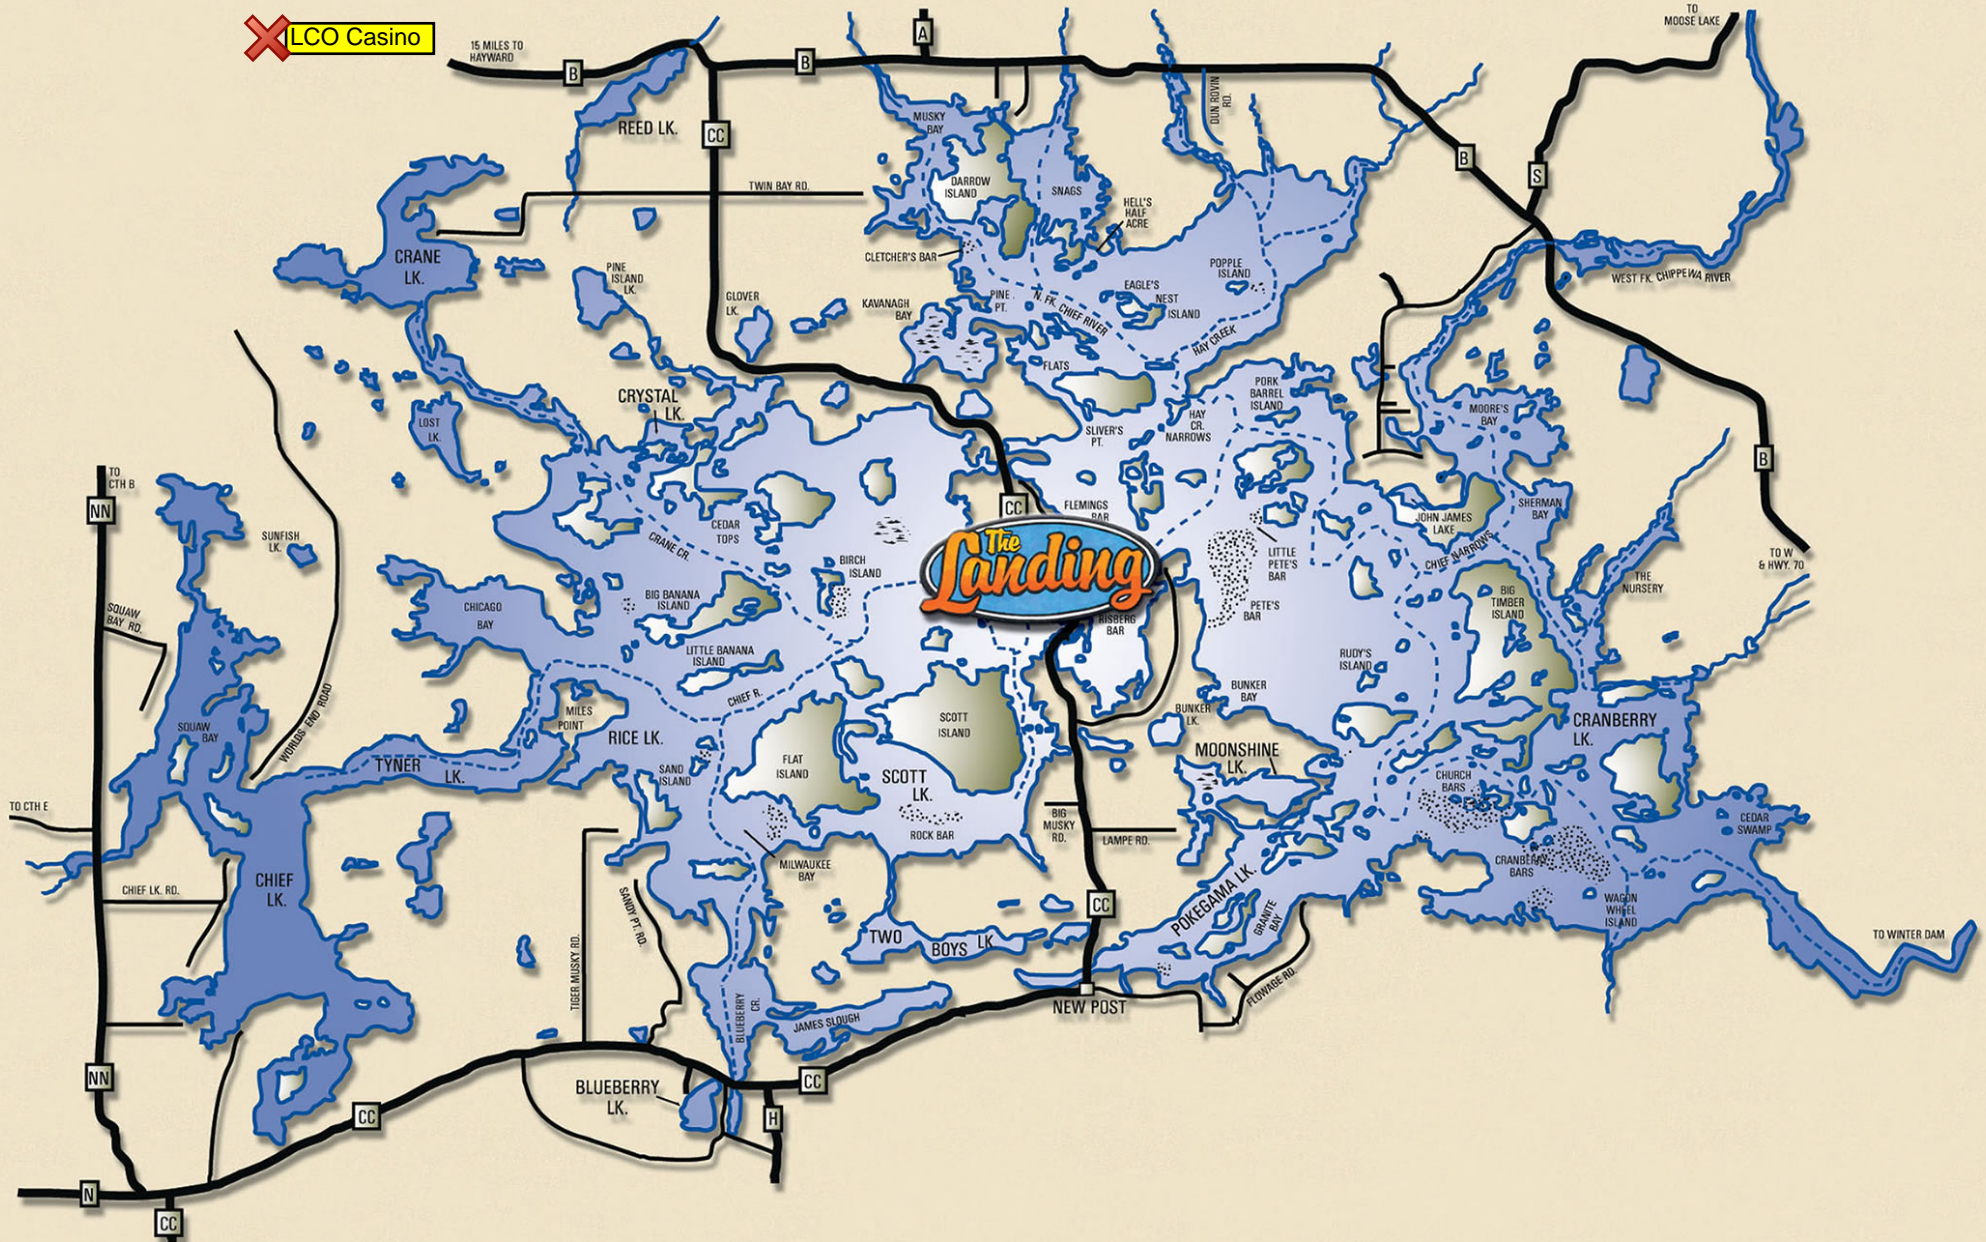 LCO Casino
15 MILES TO
HAYWARD
B
B
A
TO
MOOSE LAKE
DUN ROVIN
RD.
REED LK.
CC
MUSKY
BAY
B
S
TWIN BAY RD.
DARROW
ISLAND
SNAGS
HELL'S
HALF
ACRE
CRANE
LK.
CLETCHER'S BAR
PINE
ISLAND
LK.
POPPLE
ISLAND
WEST FK. CHIPPEWA RIVER
GLOVER
LK.
KAVANAGH
BAY
PINE
PT.
N. FK. CHIEF RIVER
EAGLE'S
NEST
ISLAND
HAY CREEK
FLATS
CRYSTAL
LK.
PORK
BARREL
ISLAND
LOST
LK.
SLIVER'S
PT.
HAY
CR.
NARROWS
MOORE'S
BAY
B
TO
CTH B
NN
CC
FLEMINGS
BAR
JOHN JAMES
LAKE
SHERMAN
BAY
SUNFISH
LK.
CEDAR
TOPS
CRANE CR.
The
Landing
LITTLE
PETE'S
BAR
CHIEF NARROWS
TO W
& HWY. 70
BIRCH
ISLAND
THE
NURSERY
SQUAW
BAY RD.
CHICAGO
BAY
BIG BANANA
ISLAND
PETE'S
BAR
BIG
TIMBER
ISLAND
RISBERG
BAR
LITTLE BANANA
ISLAND
RUDY'S
ISLAND
CHIEF R.
BUNKER
BAY
WORLDS END ROAD
MILES
POINT
SCOTT
ISLAND
BUNKER
LK.
CRANBERRY
LK.
SQUAW
BAY
RICE LK.
MOONSHINE
LK.
TYNER LK.
SAND
ISLAND
FLAT
ISLAND
SCOTT
LK.
CHURCH
BARS
TO CTH E
ROCK BAR
BIG
MUSKY
RD.
LAMPE RD.
CEDAR
SWAMP
MILWAUKEE
BAY
CRANBERRY
BARS
CHIEF LK. RD.
CHIEF
LK.
SANDY PT. RD.
CC
POKEGAMA LK.
GRANITE
BAY
WAGON
WHEEL
ISLAND
TWO BOYS LK
TO WINTER DAM
TIGER MUSKY RD.
BLUEBERRY
CR.
JAMES SLOUGH
NEW POST
FLOWAGE RD.
NN
BLUEBERRY
LK.
CC
CC
H
N
CC